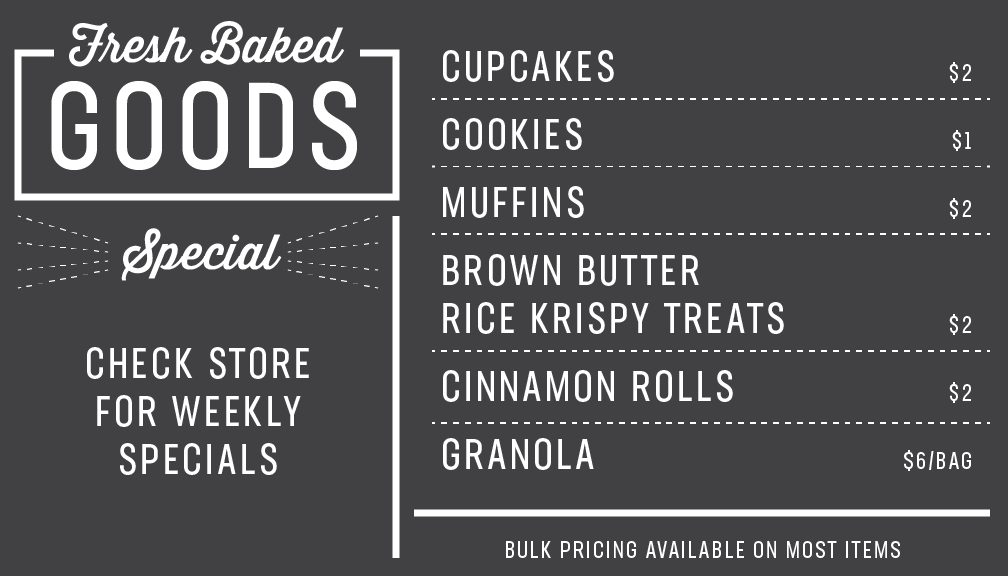 Fresh Baked
GOODS
Special
CHECK STORE
FOR WEEKLY
SPECIALS
CUPCAKES $2
COOKIES $1
MUFFINS $2
BROWN BUTTER
RICE KRISPY TREATS $2
CINNAMON ROLLS $2
GRANOLA $6/BAG
BULK PRICING AVAILABLE ON MOST ITEMS